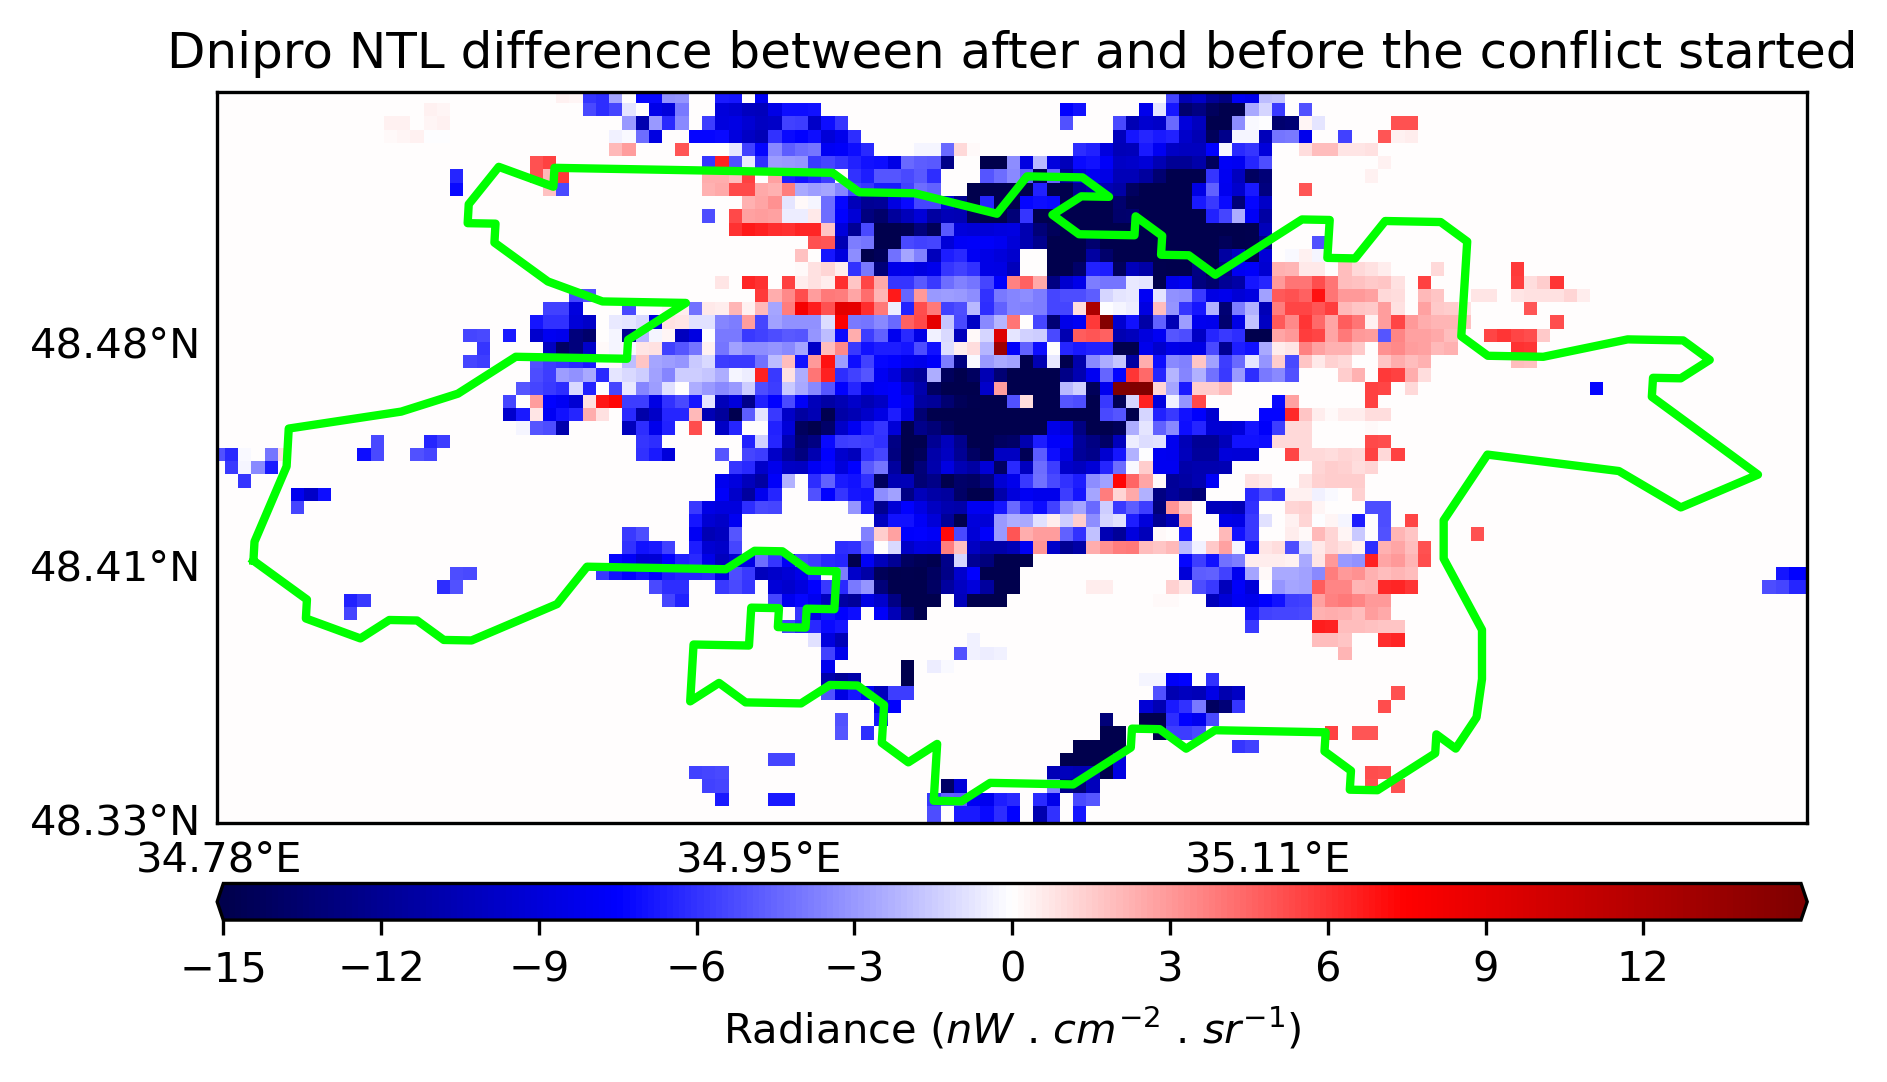 Dnipro NTL difference between after and before the conflict started
48.48°N
48.41°N
48.33°N
34.78°E 34.95°E 35.11°E
−15 −12 −9 −6 −3 0 3 6 9 12
Radiance (nW . cm⁻² . sr⁻¹)